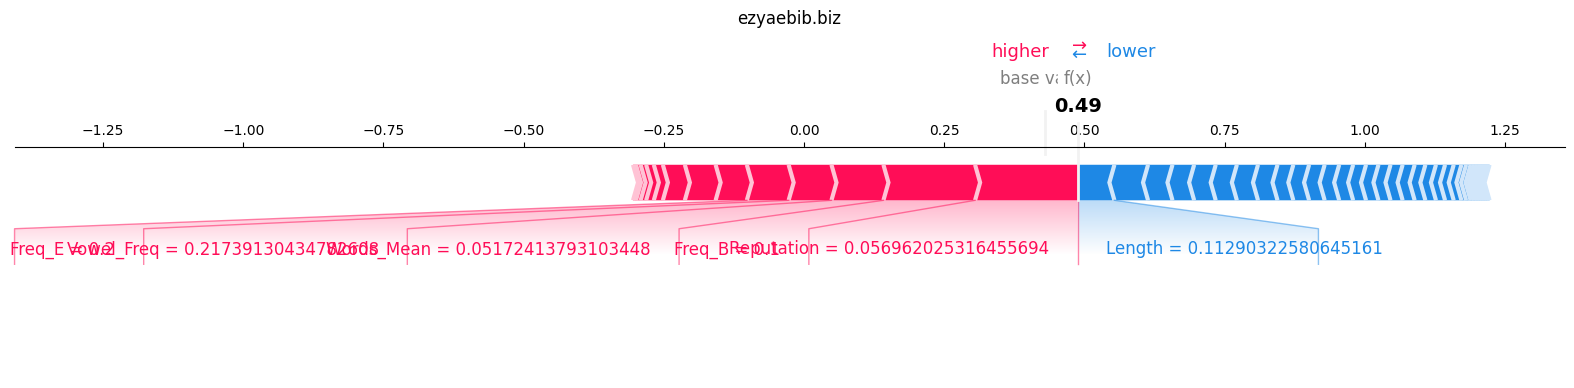 ezyaebib.biz
higher ⇄ lower
base va f(x)
0.49
−1.25 −1.00 −0.75 −0.50 −0.25 0.00 0.25 0.50 0.75 1.00 1.25
Freq_E = 0.2 Vowel_Freq = 0.21739130434782608 Words_Mean = 0.05172413793103448 Freq_B = 0.1 Reputation = 0.056962025316455694 Length = 0.11290322580645161